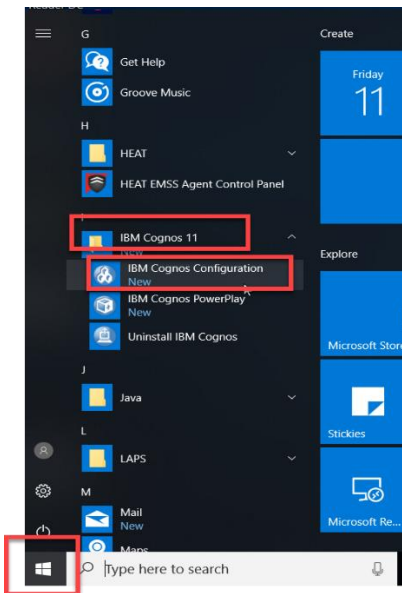 G
Create
Get Help
Groove Music
Friday
11
H
HEAT
HEAT EMSS Agent Control Panel
I
IBM Cognos 11
New
Explore
IBM Cognos Configuration
New
IBM Cognos PowerPlay
New
Uninstall IBM Cognos
Microsoft Store
J
Java
L
Stickies
LAPS
M
Mail
New
Microsoft Re...
Maps
Type here to search